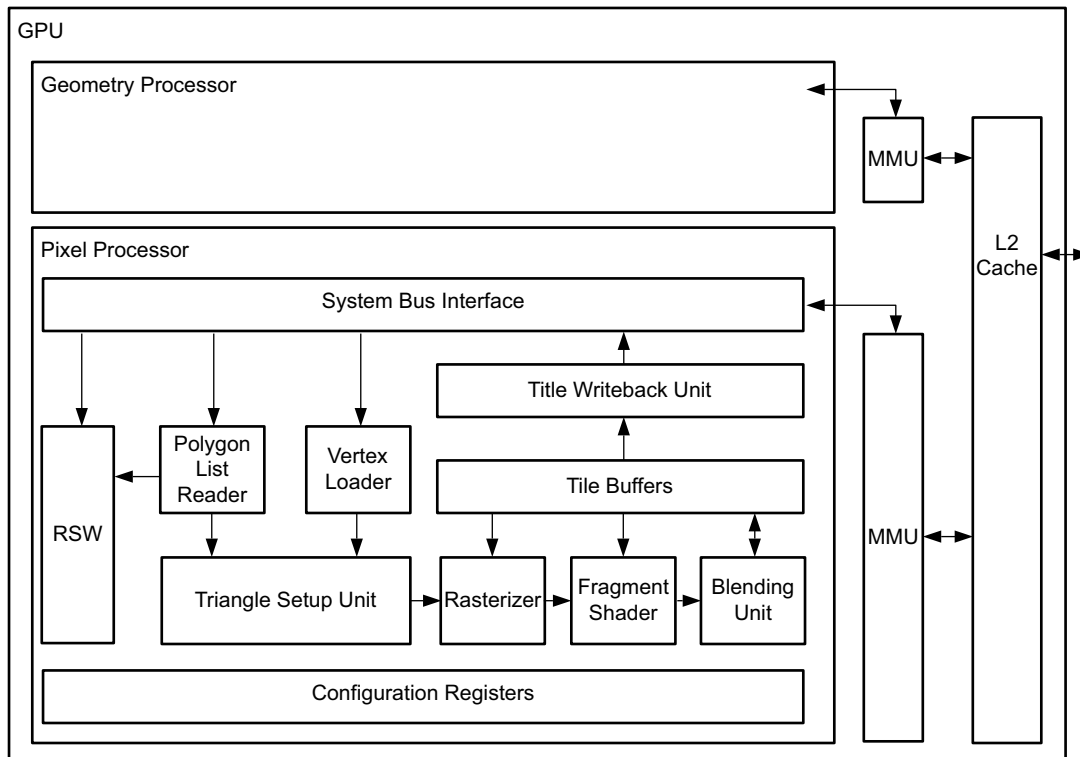 GPU
Geometry Processor
MMU
L2
Cache
Pixel Processor
System Bus Interface
Title Writeback Unit
Polygon
List
Reader
Vertex
Loader
Tile Buffers
RSW
MMU
Triangle Setup Unit
Rasterizer
Fragment
Shader
Blending
Unit
Configuration Registers